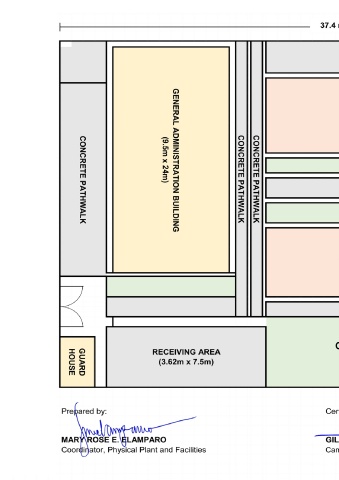 37.4
CONCRETE PATHWALK
GENERAL ADMINISTRATION BUILDING
(9.5m x 24m)
CONCRETE PATHWALK
CONCRETE PATHWALK
GUARD
HOUSE
RECEIVING AREA
(3.62m x 7.5m)
Prepared by:
MARY ROSE E. ELAMPARO
Coordinator, Physical Plant and Facilities
Cer
GIL
Cam